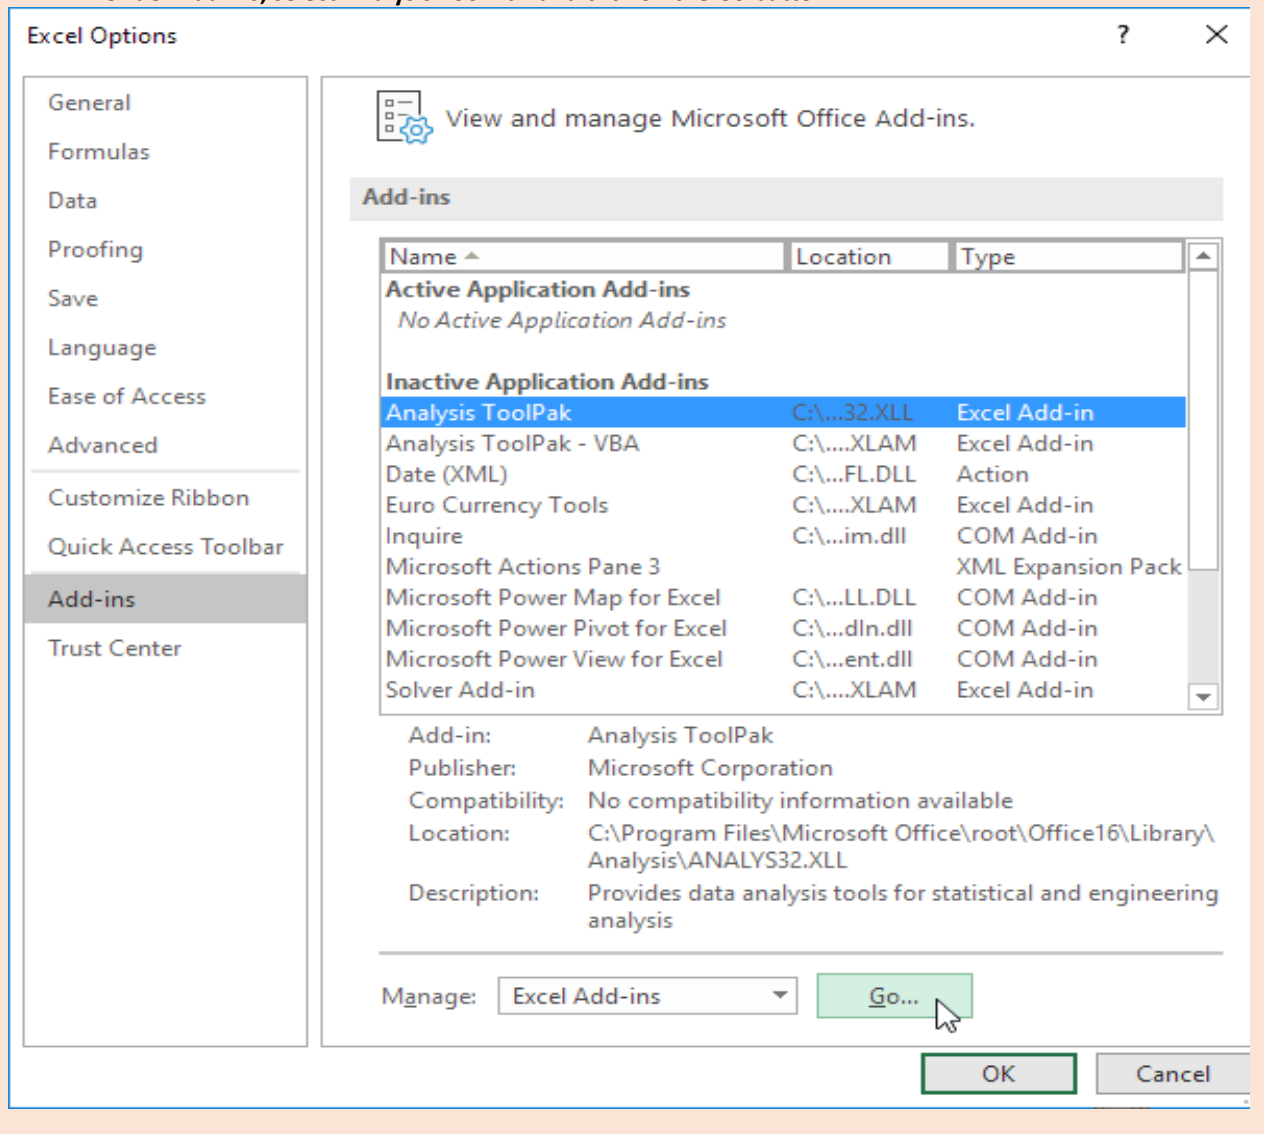 Excel Options ?
General
Formulas
Data
Proofing
Save
Language
Ease of Access
Advanced
Customize Ribbon
Quick Access Toolbar
Add-ins
Trust Center
View and manage Microsoft Office Add-ins.
Add-ins
Name Location Type
Active Application Add-ins
No Active Application Add-ins
Inactive Application Add-ins
Analysis ToolPak C:\...32.XLL Excel Add-in
Analysis ToolPak - VBA C:\....XLAM Excel Add-in
Date (XML) C:\...FL.DLL Action
Euro Currency Tools C:\....XLAM Excel Add-in
Inquire C:\...im.dll COM Add-in
Microsoft Actions Pane 3 XML Expansion Pack
Microsoft Power Map for Excel C:\...LL.DLL COM Add-in
Microsoft Power Pivot for Excel C:\...dln.dll COM Add-in
Microsoft Power View for Excel C:\...ent.dll COM Add-in
Solver Add-in C:\....XLAM Excel Add-in
Add-in: Analysis ToolPak
Publisher: Microsoft Corporation
Compatibility: No compatibility information available
Location: C:\Program Files\Microsoft Office\root\Office16\Library\
Analysis\ANALYS32.XLL
Description: Provides data analysis tools for statistical and engineering
analysis
Manage: Excel Add-ins Go...
OK Cancel